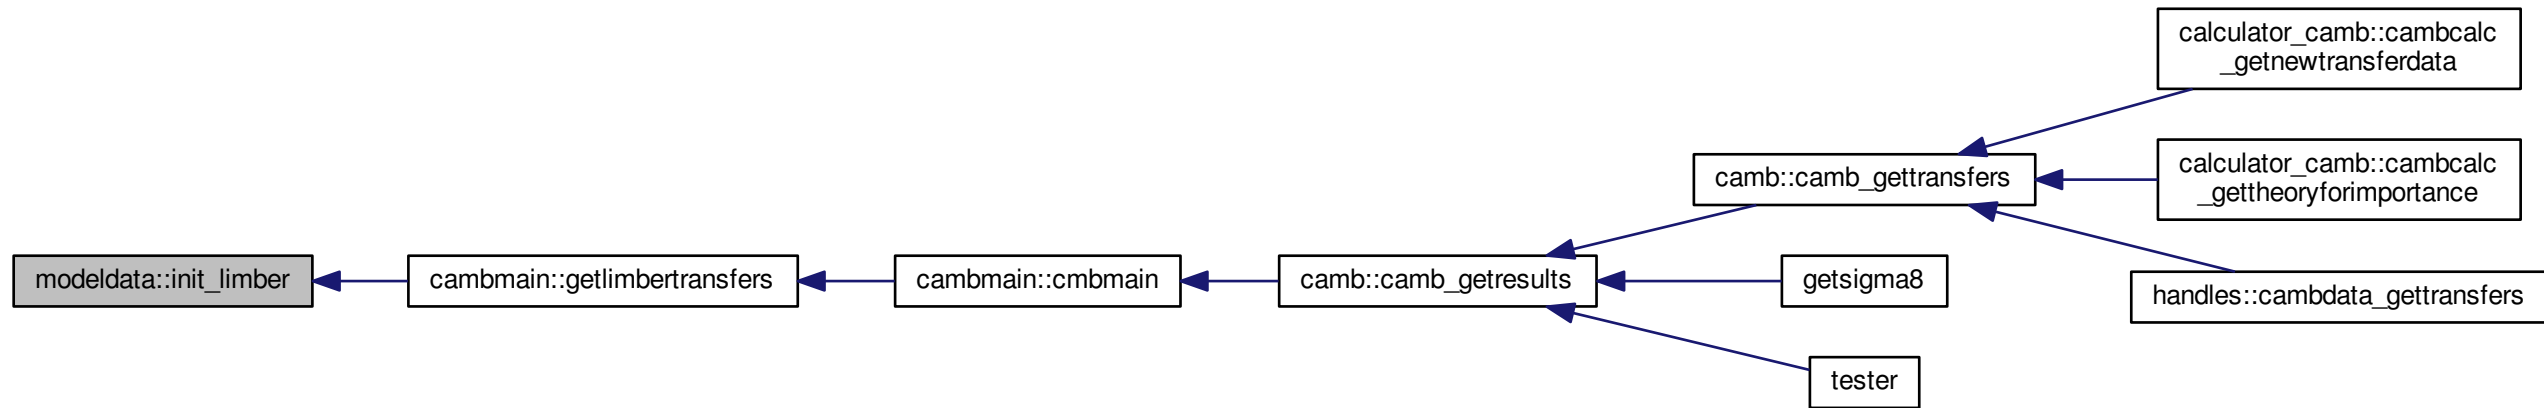 calculator_camb::cambcalc
_getnewtransferdata
calculator_camb::cambcalc
_gettheoryforimportance
camb::camb_gettransfers
modeldata::init_limber
cambmain::getlimbertransfers
cambmain::cmbmain
camb::camb_getresults
getsigma8
handles::cambdata_gettransfers
tester